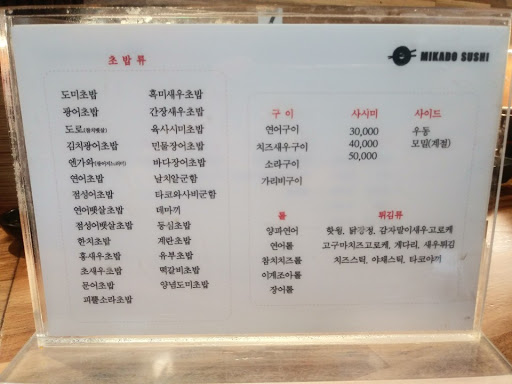 MIKADO SUSHI
초밥류
도미초밥 흑미새우초밥
광어초밥 간장새우초밥
도로(참치뱃살) 육사시미초밥
김치광어초밥 민물장어초밥
엔가와(광어지느러미) 바다장어초밥
연어초밥 날치알군함
점성어초밥 타코와사비군함
연어뱃살초밥 데마끼
점성어뱃살초밥 등심초밥
한치초밥 계란초밥
홍새우초밥 유부초밥
초새우초밥 떡갈비초밥
문어초밥 양념도미초밥
피뿔소라초밥
구이
연어구이
치즈새우구이
소라구이
가리비구이
사시미
30,000
40,000
50,000
사이드
우동
모밀(계절)
롤
양파연어
연어롤
참치치즈롤
이게조아롤
장어롤
튀김류
핫윙, 닭강정, 감자말이새우고로케
고구마치즈고로케, 게다리, 새우튀김
치즈스틱, 야채스틱, 타코야끼